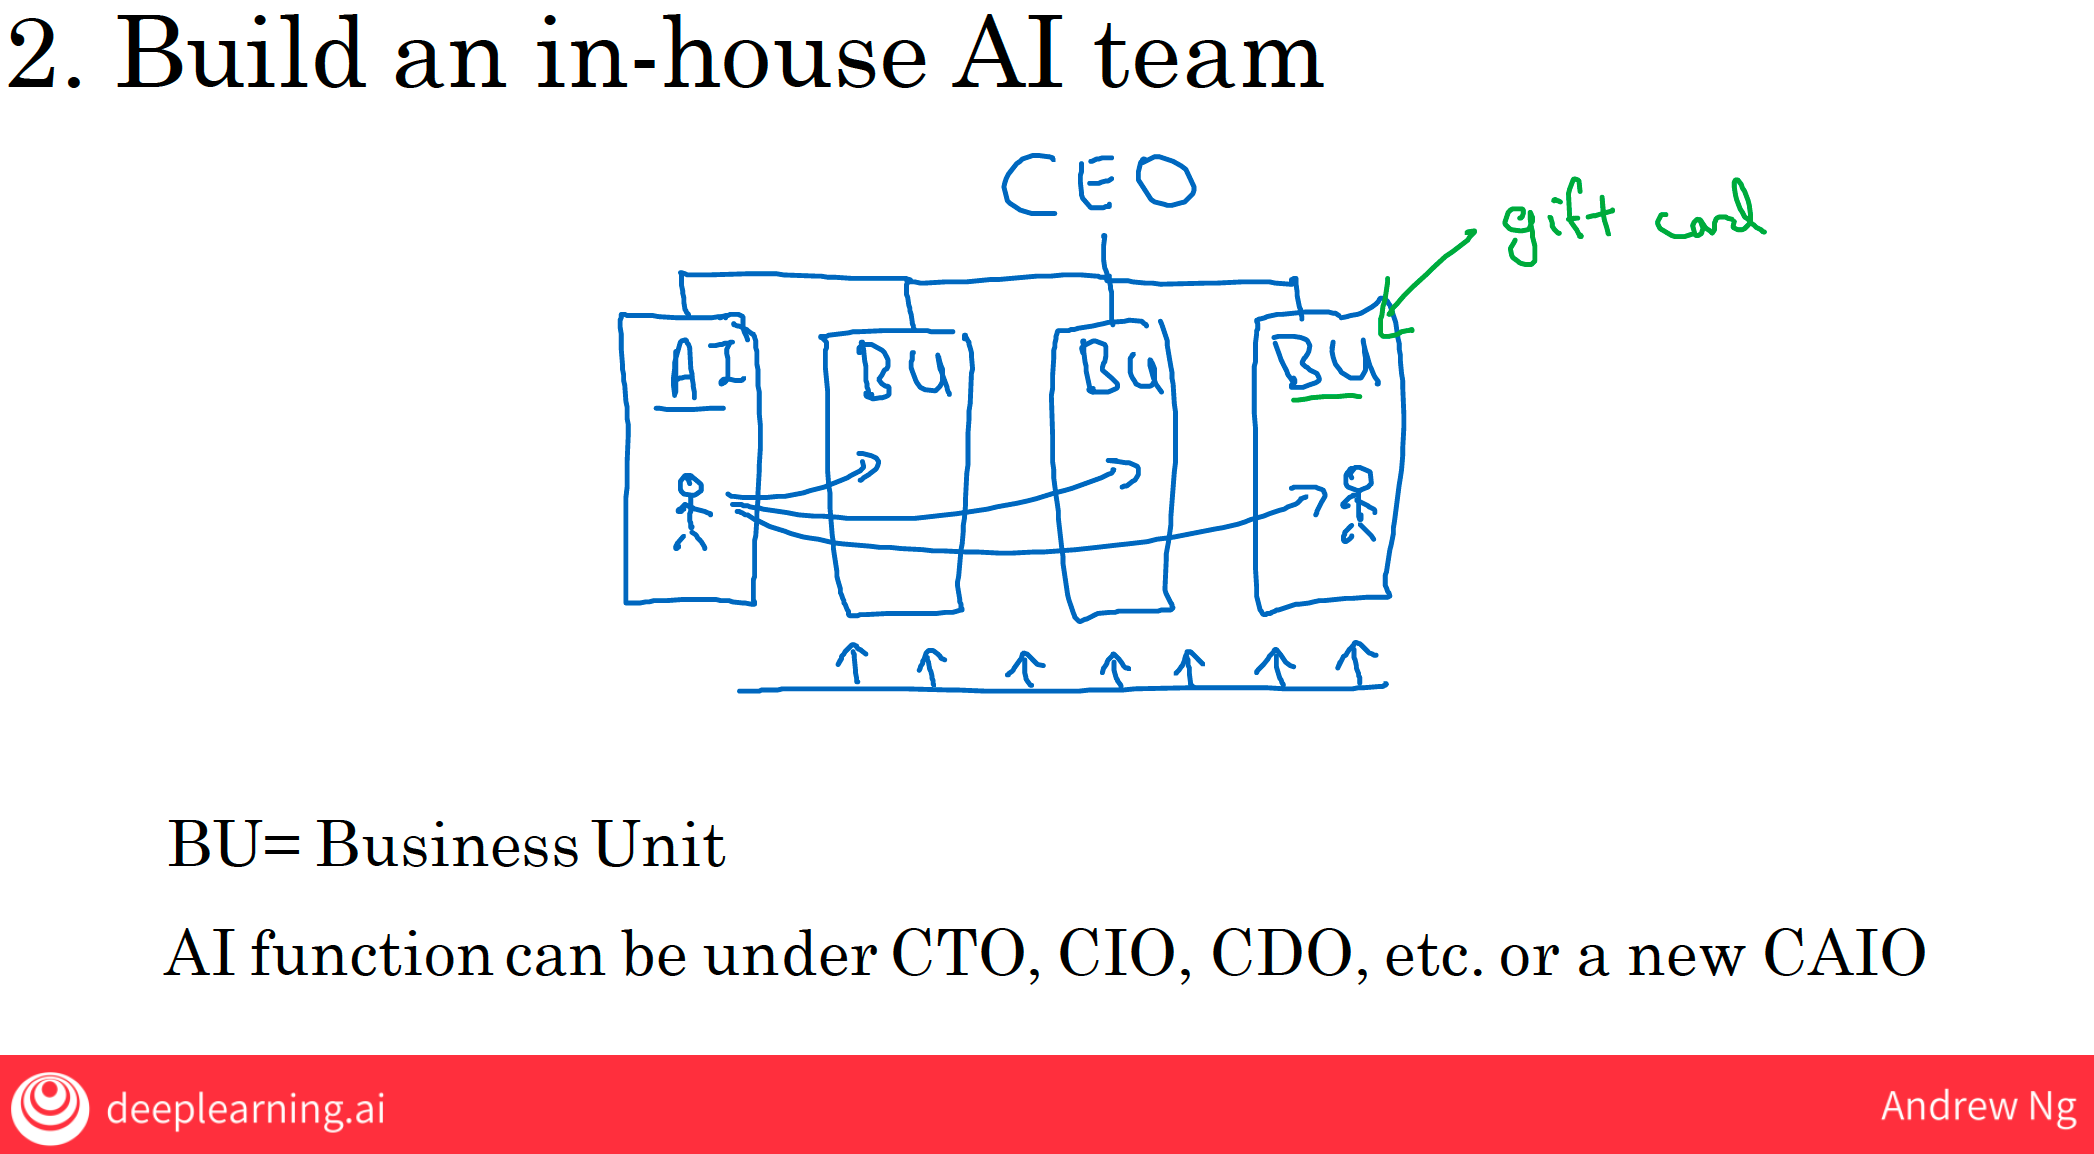 2. Build an in-house AI team
CEO
gift card
AI
BU
BU
BU
BU= Business Unit
AI function can be under CTO, CIO, CDO, etc. or a new CAIO
deeplearning.ai
Andrew Ng